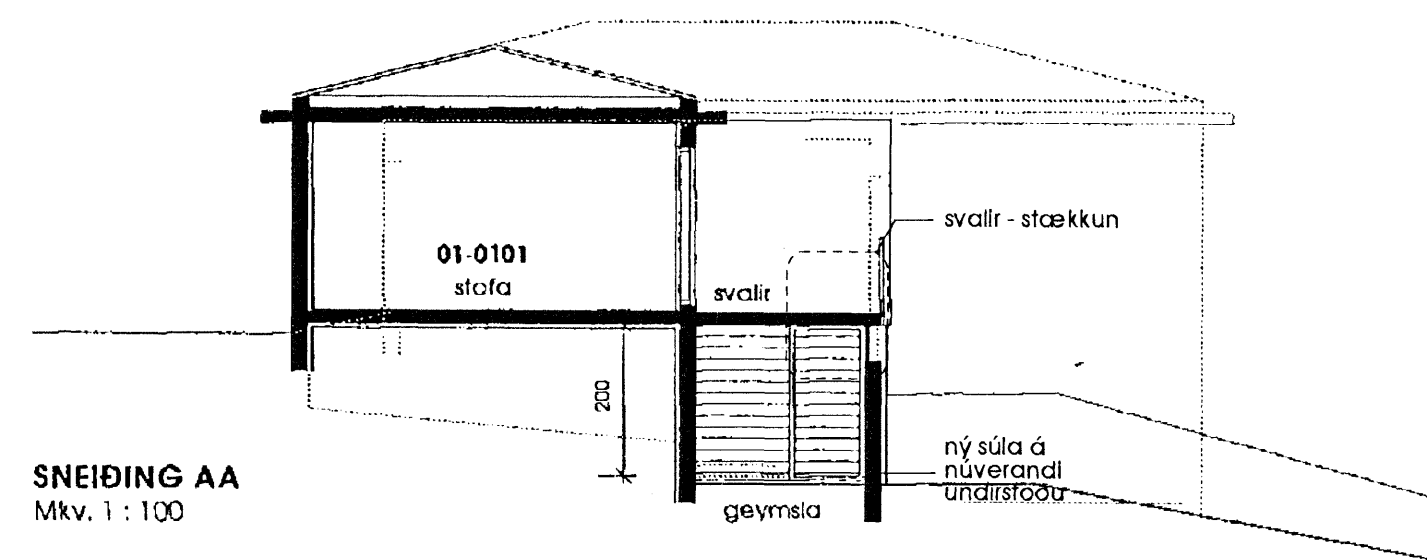 svalir - stækkun
01-0101
stofa
svalir
200
ný súla á
núverandi
undirstöðu
SNEIÐING AA
Mkv. 1 : 100
geymsla